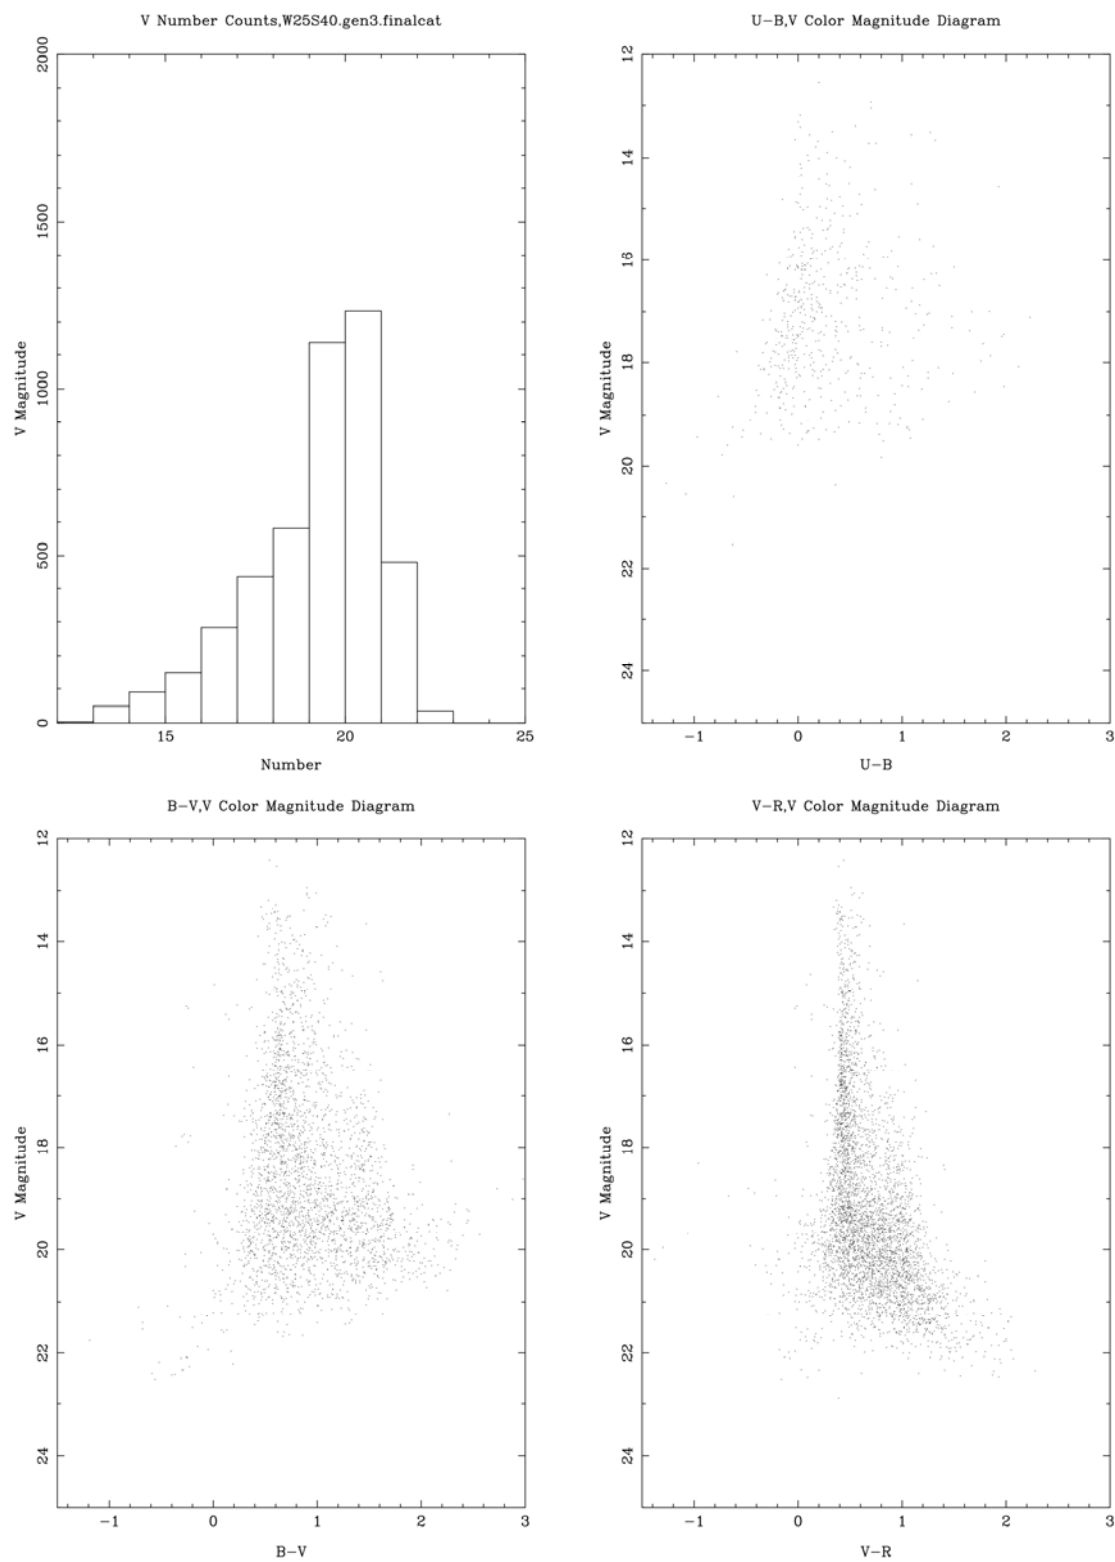 V Number Counts,W25S40.gen3.finalcat
2000
1500
1000
500
0
V Magnitude
15 20 25
Number
U-B,V Color Magnitude Diagram
12
14
16
18
20
22
24
V Magnitude
-1 0 1 2 3
U-B
B-V,V Color Magnitude Diagram
12
14
16
18
20
22
24
V Magnitude
-1 0 1 2 3
B-V
V-R,V Color Magnitude Diagram
12
14
16
18
20
22
24
V Magnitude
-1 0 1 2 3
V-R